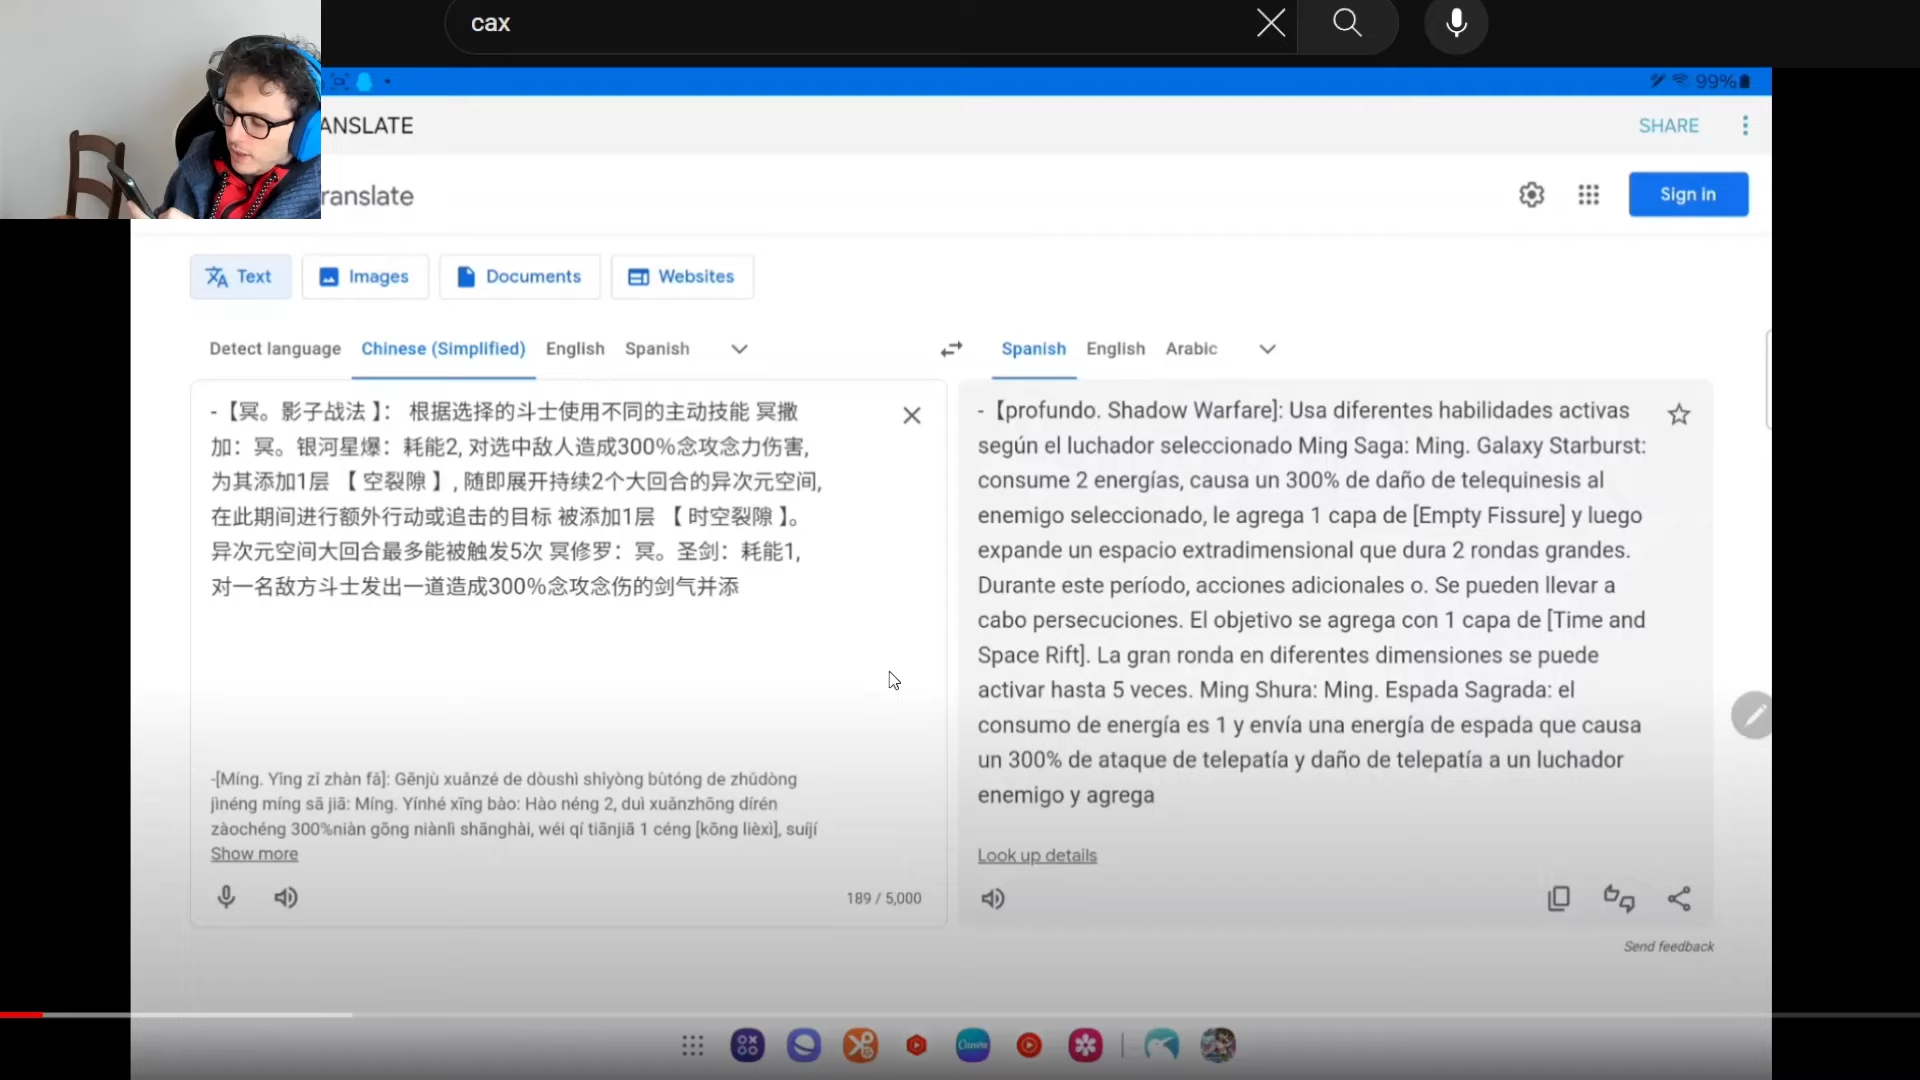 cax
99%
ANSLATE
SHARE
ranslate
Sign in
Text
Images
Documents
Websites
Detect language
Chinese (Simplified)
English
Spanish
Spanish
English
Arabic
-【冥。影子战法】： 根据选择的斗士使用不同的主动技能 冥撒
加：冥。银河星爆：耗能2, 对选中敌人造成300%念攻念力伤害,
为其添加1层 【 空裂隙 】, 随即展开持续2个大回合的异次元空间,
在此期间进行额外行动或追击的目标 被添加1层 【 时空裂隙 】。
异次元空间大回合最多能被触发5次 冥修罗：冥。圣剑：耗能1,
对一名敌方斗士发出一道造成300%念攻念伤的剑气并添
-[Míng. Yǐng zi zhàn fǎ]: Gēnjù xuǎnzé de dòushì shǐyòng bùtóng de zhǔdòng
jìnéng míng sā jiā: Míng. Yínhé xīng bào: Hào néng 2, duì xuǎnzhōng dírén
zàochéng 300%niàn gōng niànlì shānghài, wéi qí tiānjiā 1 céng [kōng lièxì], suíjí
Show more
189 / 5,000
-【profundo. Shadow Warfare]: Usa diferentes habilidades activas
según el luchador seleccionado Ming Saga: Ming. Galaxy Starburst:
consume 2 energías, causa un 300% de daño de telequinesis al
enemigo seleccionado, le agrega 1 capa de [Empty Fissure] y luego
expande un espacio extradimensional que dura 2 rondas grandes.
Durante este período, acciones adicionales o. Se pueden llevar a
cabo persecuciones. El objetivo se agrega con 1 capa de [Time and
Space Rift]. La gran ronda en diferentes dimensiones se puede
activar hasta 5 veces. Ming Shura: Ming. Espada Sagrada: el
consumo de energía es 1 y envía una energía de espada que causa
un 300% de ataque de telepatía y daño de telepatía a un luchador
enemigo y agrega
Look up details
Send feedback
Canva